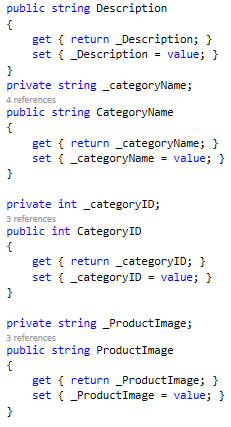 public string Description
{
    get { return _Description; }
    set { _Description = value; }
}
private string _categoryName;
4 references
public string CategoryName
{
    get { return _categoryName; }
    set { _categoryName = value; }
}

private int _categoryID;
3 references
public int CategoryID
{
    get { return _categoryID; }
    set { _categoryID = value; }
}

private string _ProductImage;
3 references
public string ProductImage
{
    get { return _ProductImage; }
    set { _ProductImage = value; }
}